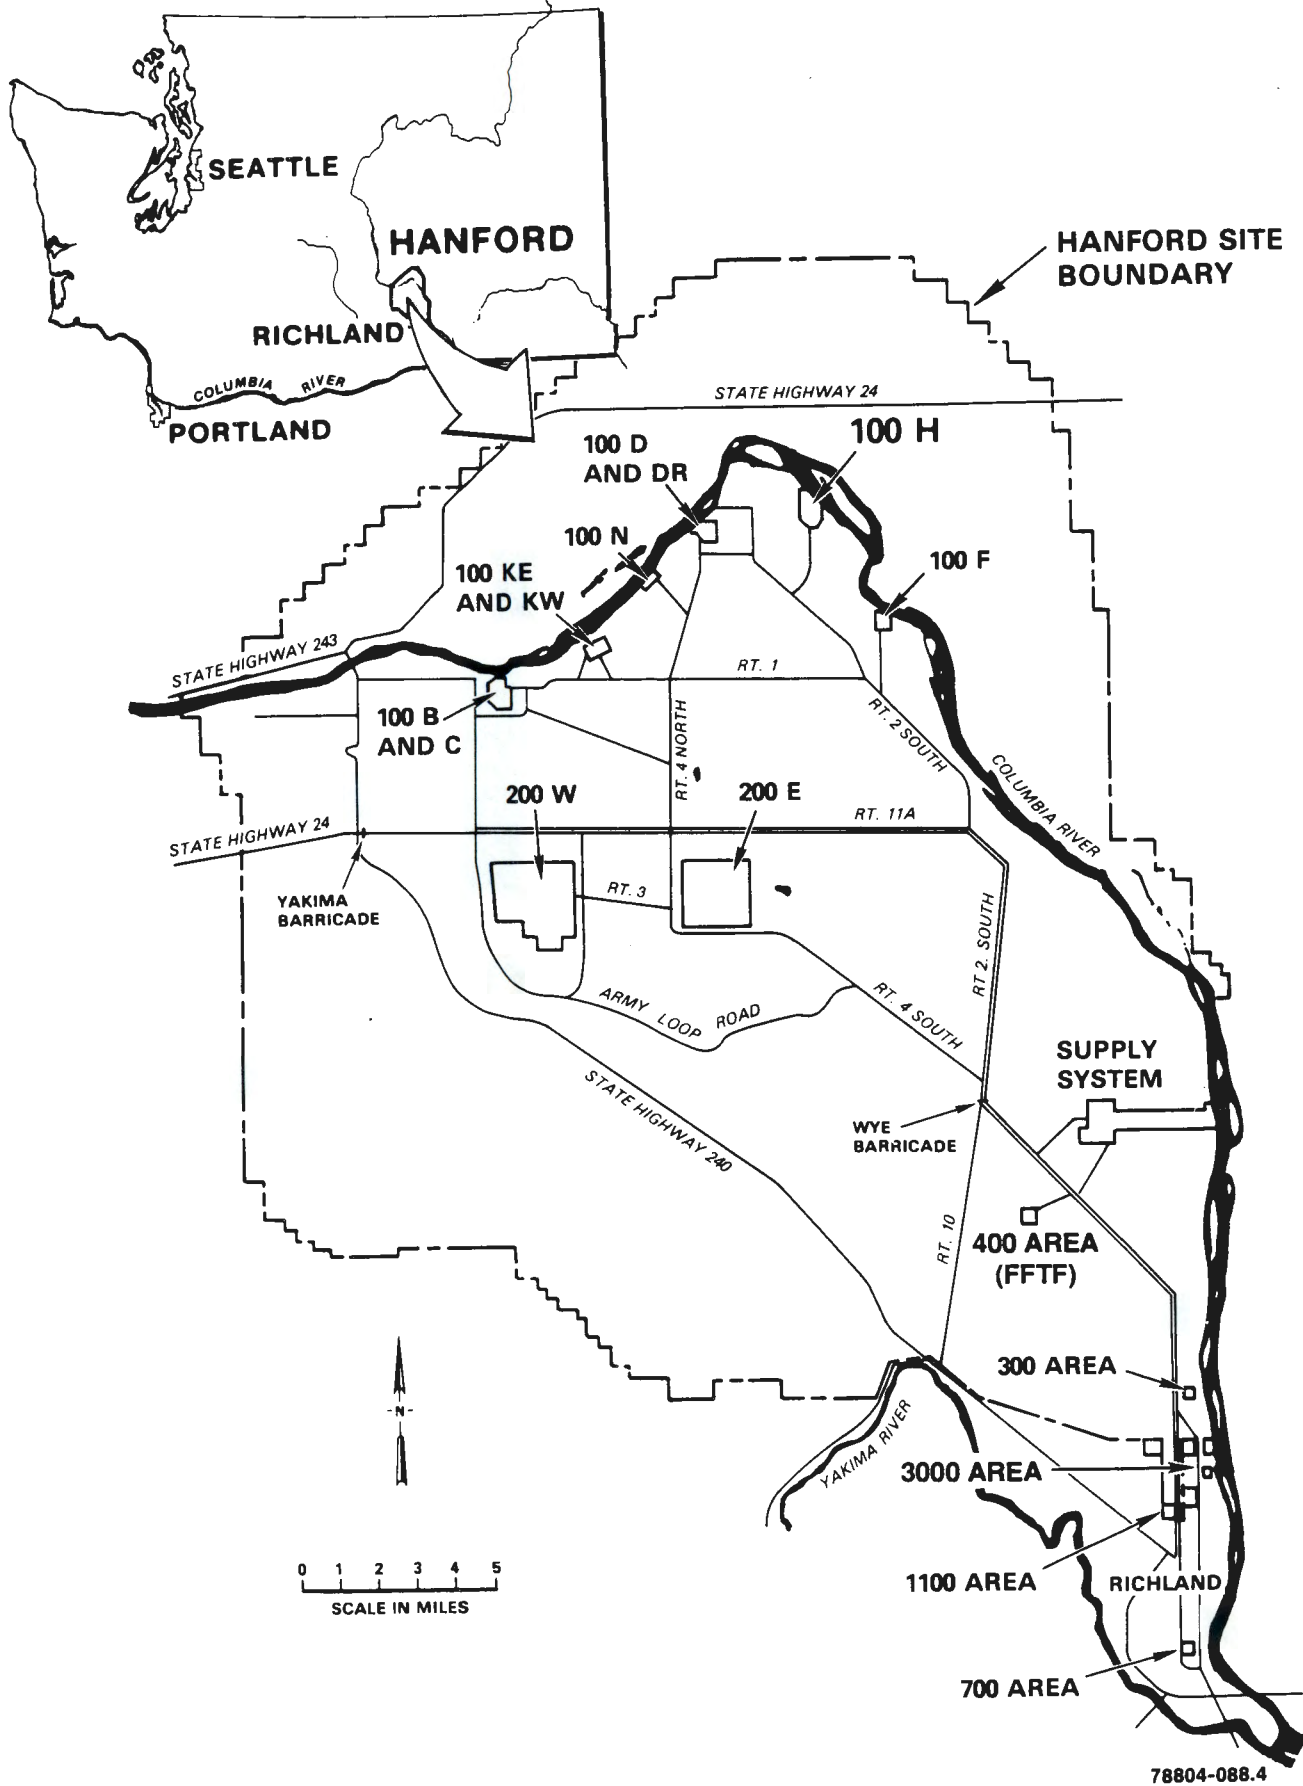 SEATTLE
HANFORD
RICHLAND
COLUMBIA RIVER
PORTLAND
HANFORD SITE
BOUNDARY
STATE HIGHWAY 24
100 H
100 D
AND DR
100 N
100 F
100 KE
AND KW
STATE HIGHWAY 243
RT. 1
100 B
AND C
RT. 4 NORTH
RT. 2 SOUTH
COLUMBIA RIVER
200 W
200 E
RT. 11A
STATE HIGHWAY 24
YAKIMA
BARRICADE
RT. 3
RT 2. SOUTH
ARMY LOOP ROAD
RT. 4 SOUTH
SUPPLY
SYSTEM
STATE HIGHWAY 240
WYE
BARRICADE
RT. 10
400 AREA
(FFTF)
300 AREA
-N-
YAKIMA RIVER
3000 AREA
0 1 2 3 4 5
SCALE IN MILES
1100 AREA
RICHLAND
700 AREA
78804-088.4